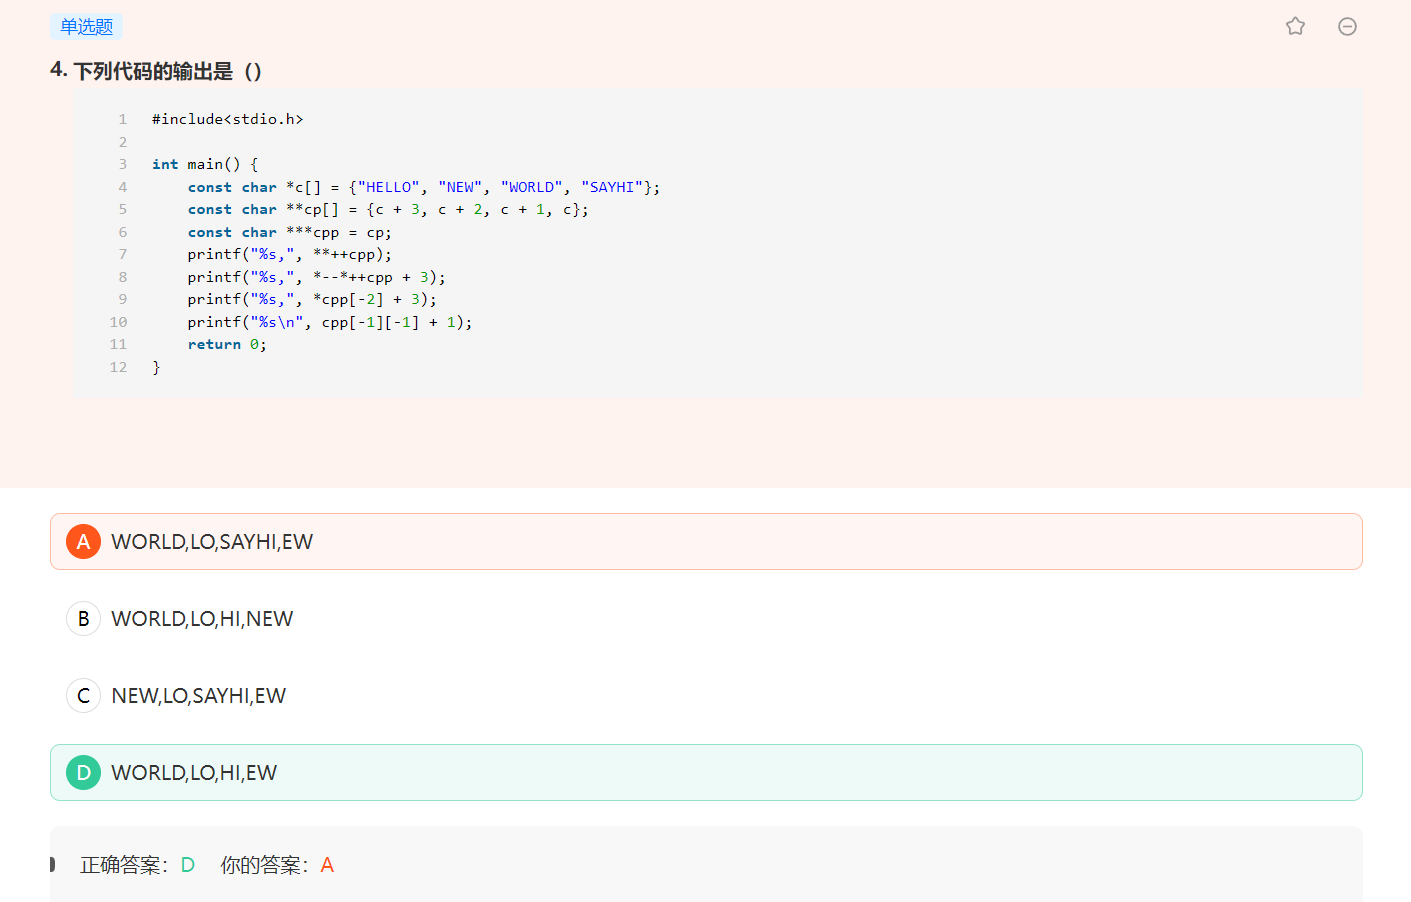 单选题
4. 下列代码的输出是（）
1 #include<stdio.h>
2
3 int main() {
4     const char *c[] = {"HELLO", "NEW", "WORLD", "SAYHI"};
5     const char **cp[] = {c + 3, c + 2, c + 1, c};
6     const char ***cpp = cp;
7     printf("%s,", **++cpp);
8     printf("%s,", *--*++cpp + 3);
9     printf("%s,", *cpp[-2] + 3);
10     printf("%s\n", cpp[-1][-1] + 1);
11     return 0;
12 }
A WORLD,LO,SAYHI,EW
B WORLD,LO,HI,NEW
C NEW,LO,SAYHI,EW
D WORLD,LO,HI,EW
正确答案：D 你的答案：A